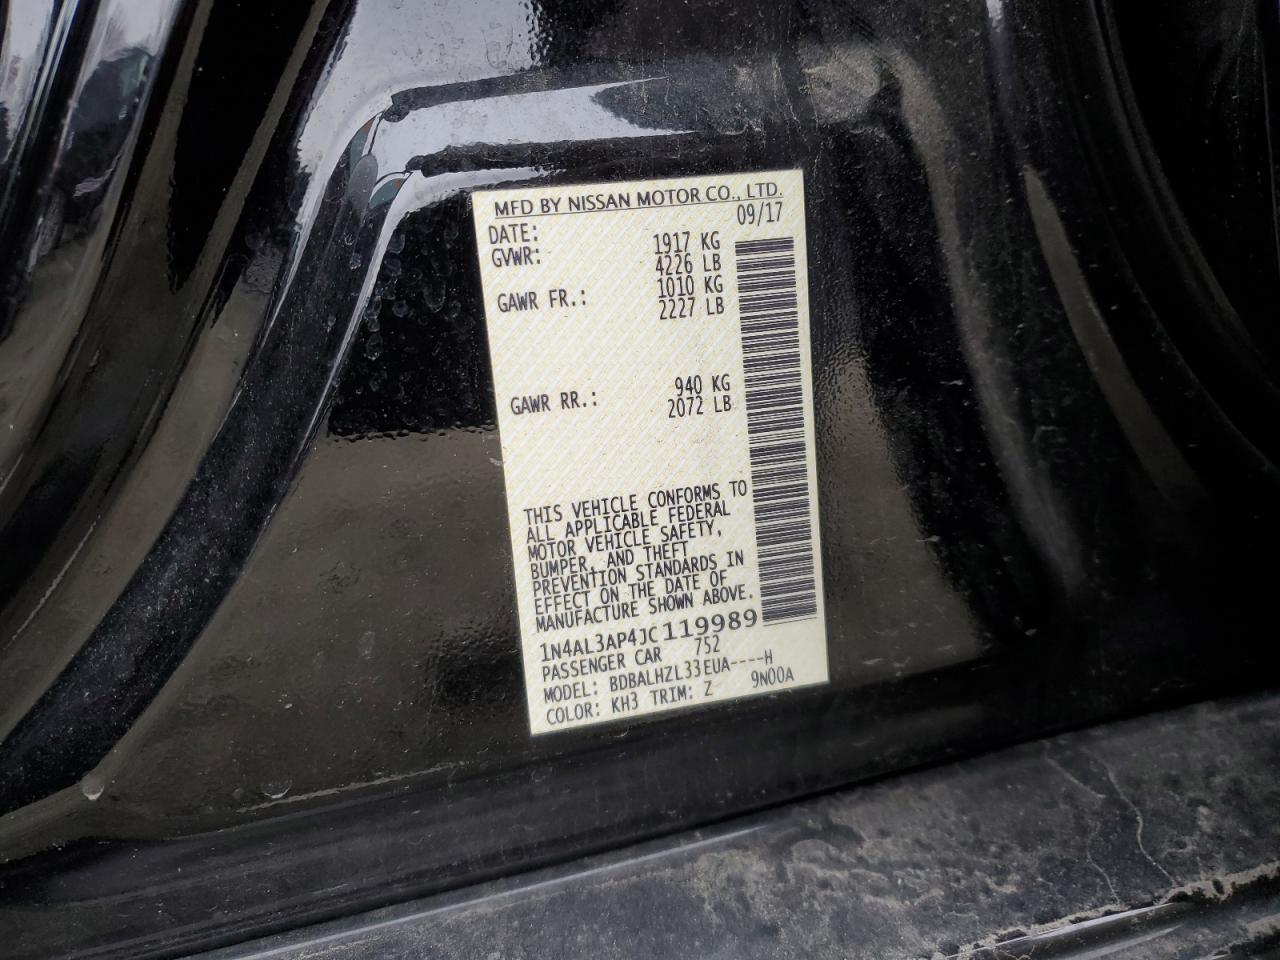 MFD BY NISSAN MOTOR CO., LTD.
DATE: 09/17
GVWR: 1917 KG
4226 LB
GAWR FR.: 1010 KG
2227 LB
GAWR RR.: 940 KG
2072 LB
THIS VEHICLE CONFORMS TO
ALL APPLICABLE FEDERAL
MOTOR VEHICLE SAFETY,
BUMPER, AND THEFT
PREVENTION STANDARDS IN
EFFECT ON THE DATE OF
MANUFACTURE SHOWN ABOVE.
1N4AL3AP4JC119989
PASSENGER CAR 752
MODEL: BDBALHZL33EUA----H
COLOR: KH3 TRIM: Z 9N00A